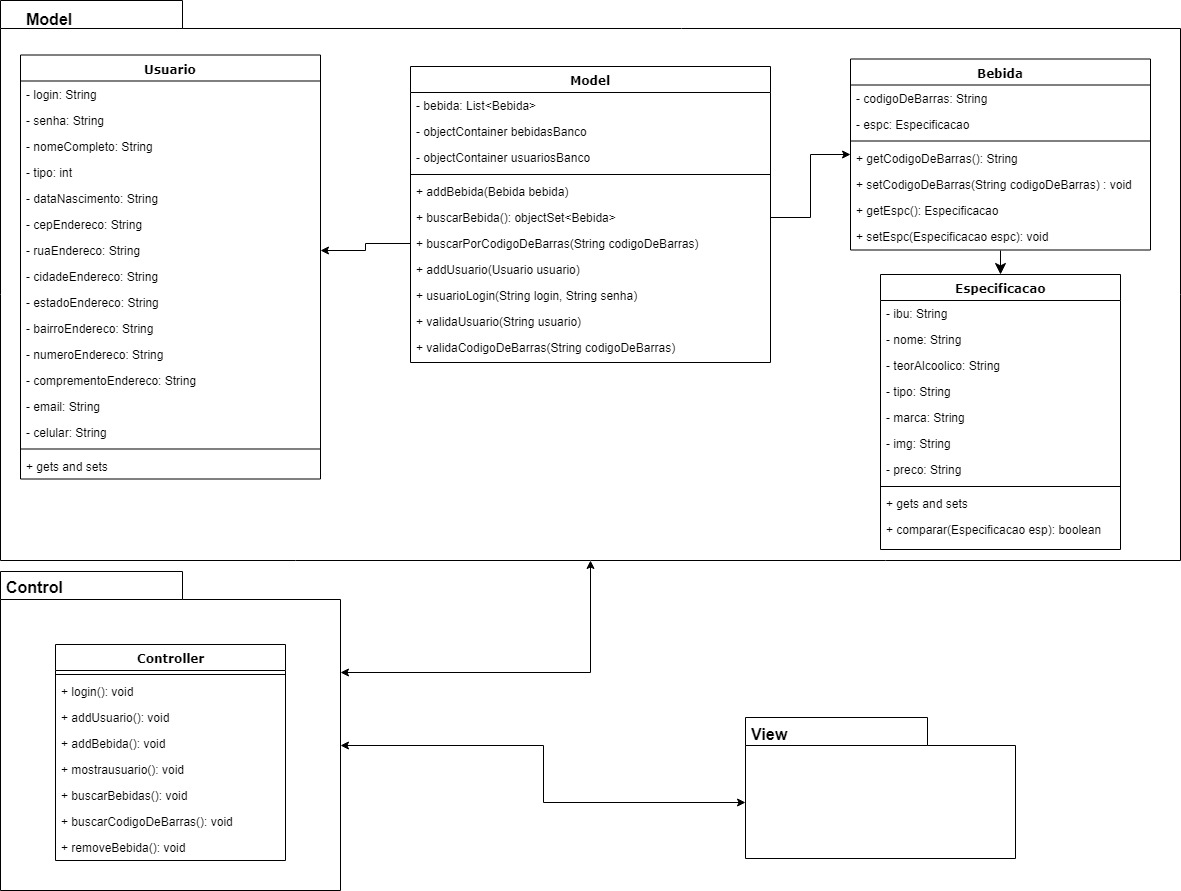 Model
Usuario
- login: String
- senha: String
- nomeCompleto: String
- tipo: int
- dataNascimento: String
- cepEndereco: String
- ruaEndereco: String
- cidadeEndereco: String
- estadoEndereco: String
- bairroEndereco: String
- numeroEndereco: String
- comprementoEndereco: String
- email: String
- celular: String
+ gets and sets
Model
- bebida: List<Bebida>
- objectContainer bebidasBanco
- objectContainer usuariosBanco
+ addBebida(Bebida bebida)
+ buscarBebida(): objectSet<Bebida>
+ buscarPorCodigoDeBarras(String codigoDeBarras)
+ addUsuario(Usuario usuario)
+ usuarioLogin(String login, String senha)
+ validaUsuario(String usuario)
+ validaCodigoDeBarras(String codigoDeBarras)
Bebida
- codigoDeBarras: String
- espc: Especificacao
+ getCodigoDeBarras(): String
+ setCodigoDeBarras(String codigoDeBarras) : void
+ getEspc(): Especificacao
+ setEspc(Especificacao espc): void
Especificacao
- ibu: String
- nome: String
- teorAlcoolico: String
- tipo: String
- marca: String
- img: String
- preco: String
+ gets and sets
+ comparar(Especificacao esp): boolean
Control
Controller
+ login(): void
+ addUsuario(): void
+ addBebida(): void
+ mostrausuario(): void
+ buscarBebidas(): void
+ buscarCodigoDeBarras(): void
+ removeBebida(): void
View